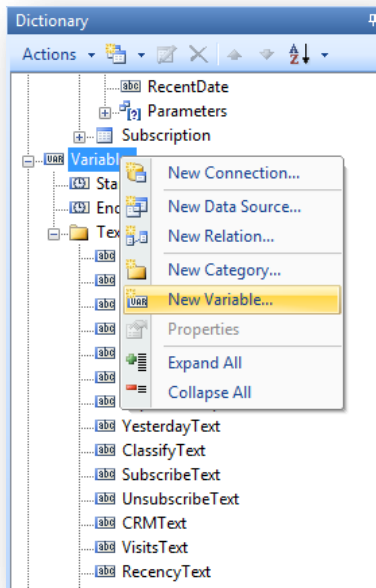 Dictionary
Actions
RecentDate
Parameters
Subscription
Variabl
New Connection...
Sta
New Data Source...
End
New Relation...
Tex
New Category...
New Variable...
Properties
Expand All
Collapse All
YesterdayText
ClassifyText
SubscribeText
UnsubscribeText
CRMText
VisitsText
RecencyText